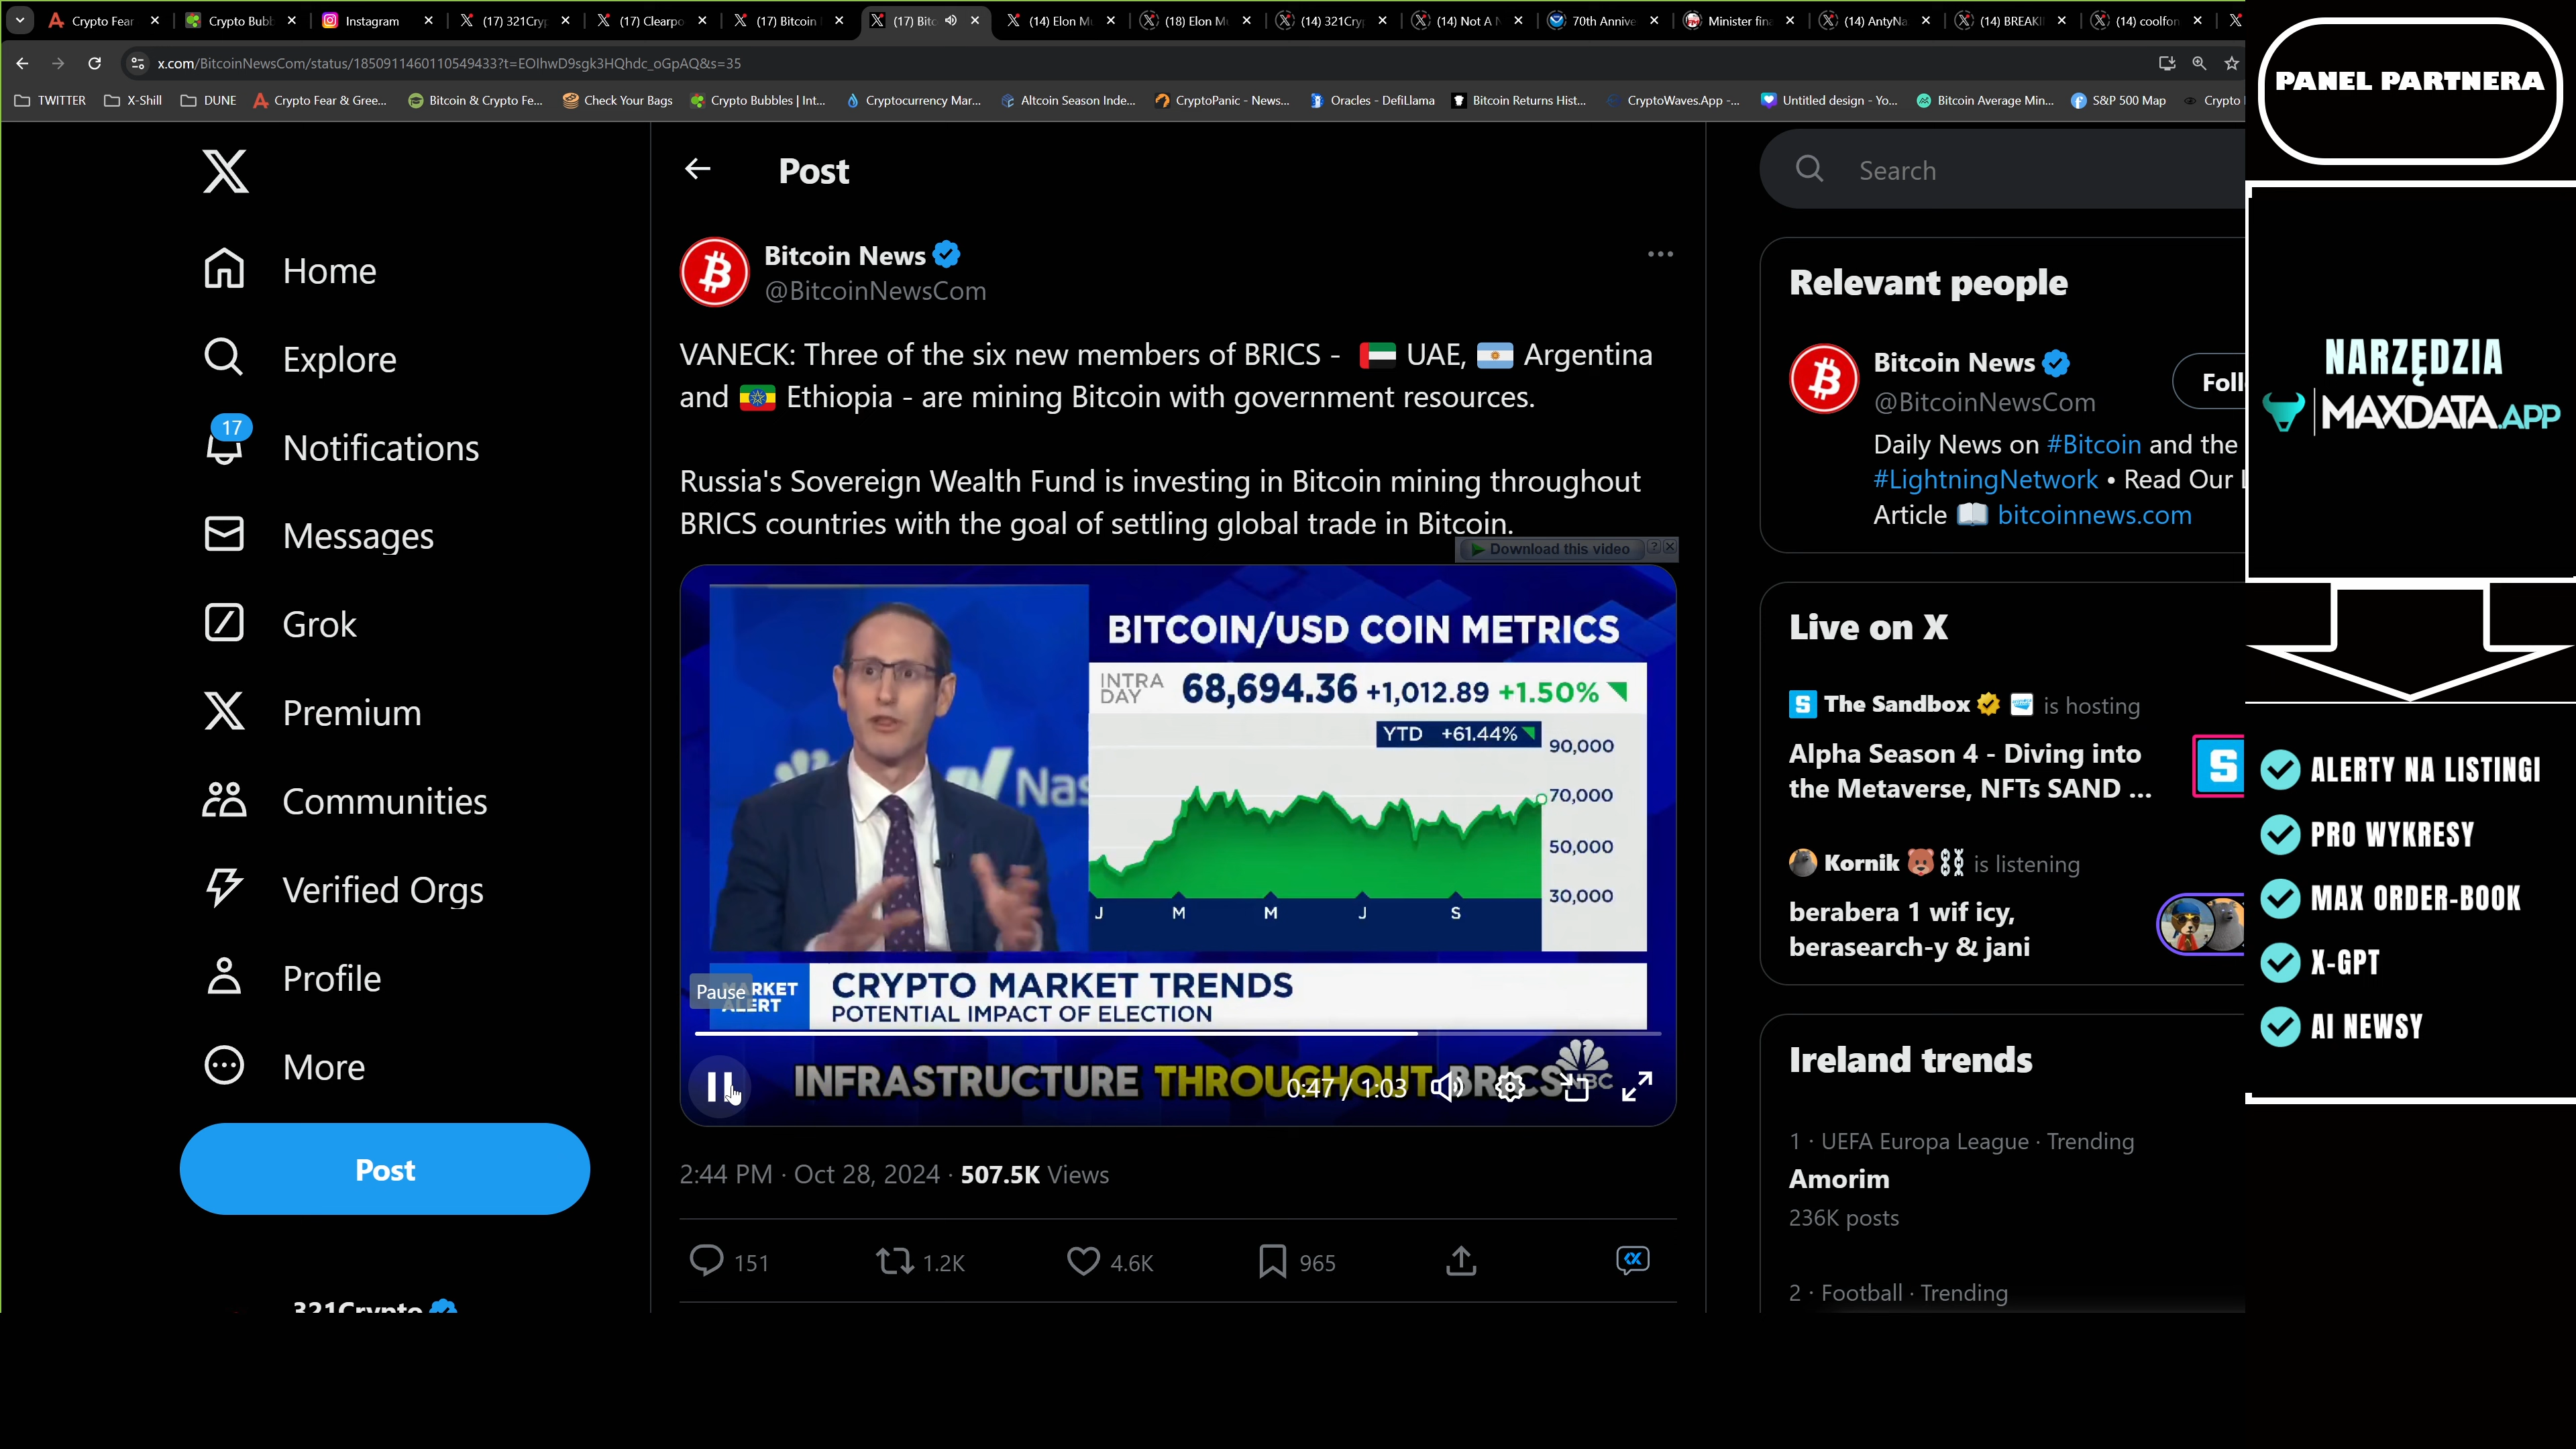 Crypto Fear
Crypto Bubb
Instagram
(17) 321Cryp
(17) Clearpo
(17) Bitcoin
(17) Bitc
(14) Elon Mu
(18) Elon Mu
(14) 321Cry
(14) Not A N
70th Annive
Minister fina
(14) AntyNa
(14) BREAKI
(14) coolfon
x.com/BitcoinNewsCom/status/1850911460110549433?t=EOlhwD9sgk3HQhdc_oGpAQ&s=35
TWITTER
X-Shill
DUNE
Crypto Fear & Gree...
Bitcoin & Crypto Fe...
Check Your Bags
Crypto Bubbles | Int...
Cryptocurrency Mar...
Altcoin Season Inde...
CryptoPanic - News...
Oracles - DefiLlama
Bitcoin Returns Hist...
CryptoWaves.App -...
Untitled design - Yo...
Bitcoin Average Min...
S&P 500 Map
Crypto
Home
Explore
17
Notifications
Messages
Grok
Premium
Communities
Verified Orgs
Profile
More
Post
321Crypto
Post
Bitcoin News
@BitcoinNewsCom
VANECK: Three of the six new members of BRICS - 🇦🇪 UAE, 🇦🇷 Argentina
and 🇪🇹 Ethiopia - are mining Bitcoin with government resources.
Russia's Sovereign Wealth Fund is investing in Bitcoin mining throughout
BRICS countries with the goal of settling global trade in Bitcoin.
Download this video
BITCOIN/USD COIN METRICS
INTRA DAY 68,694.36 +1,012.89 +1.50%
YTD +61.44%
90,000
70,000
50,000
30,000
J M M J S
Nas
MARKET ALERT
Pause
CRYPTO MARKET TRENDS
POTENTIAL IMPACT OF ELECTION
INFRASTRUCTURE THROUGHOUT BRICS
0:47 / 1:03
2:44 PM · Oct 28, 2024 · 507.5K Views
151 1.2K 4.6K 965
Search
Relevant people
Bitcoin News
@BitcoinNewsCom
Foll
Daily News on #Bitcoin and the
#LightningNetwork • Read Our
Article 📖 bitcoinnews.com
Live on X
The Sandbox is hosting
Alpha Season 4 - Diving into
the Metaverse, NFTs SAND ...
Kornik 🐻⛓ is listening
berabera 1 wif icy,
berasearch-y & jani
Ireland trends
1 · UEFA Europa League · Trending
Amorim
236K posts
2 · Football · Trending
PANEL PARTNERA
NARZĘDZIA
MAXDATA.APP
ALERTY NA LISTINGI
PRO WYKRESY
MAX ORDER-BOOK
X-GPT
AI NEWSY